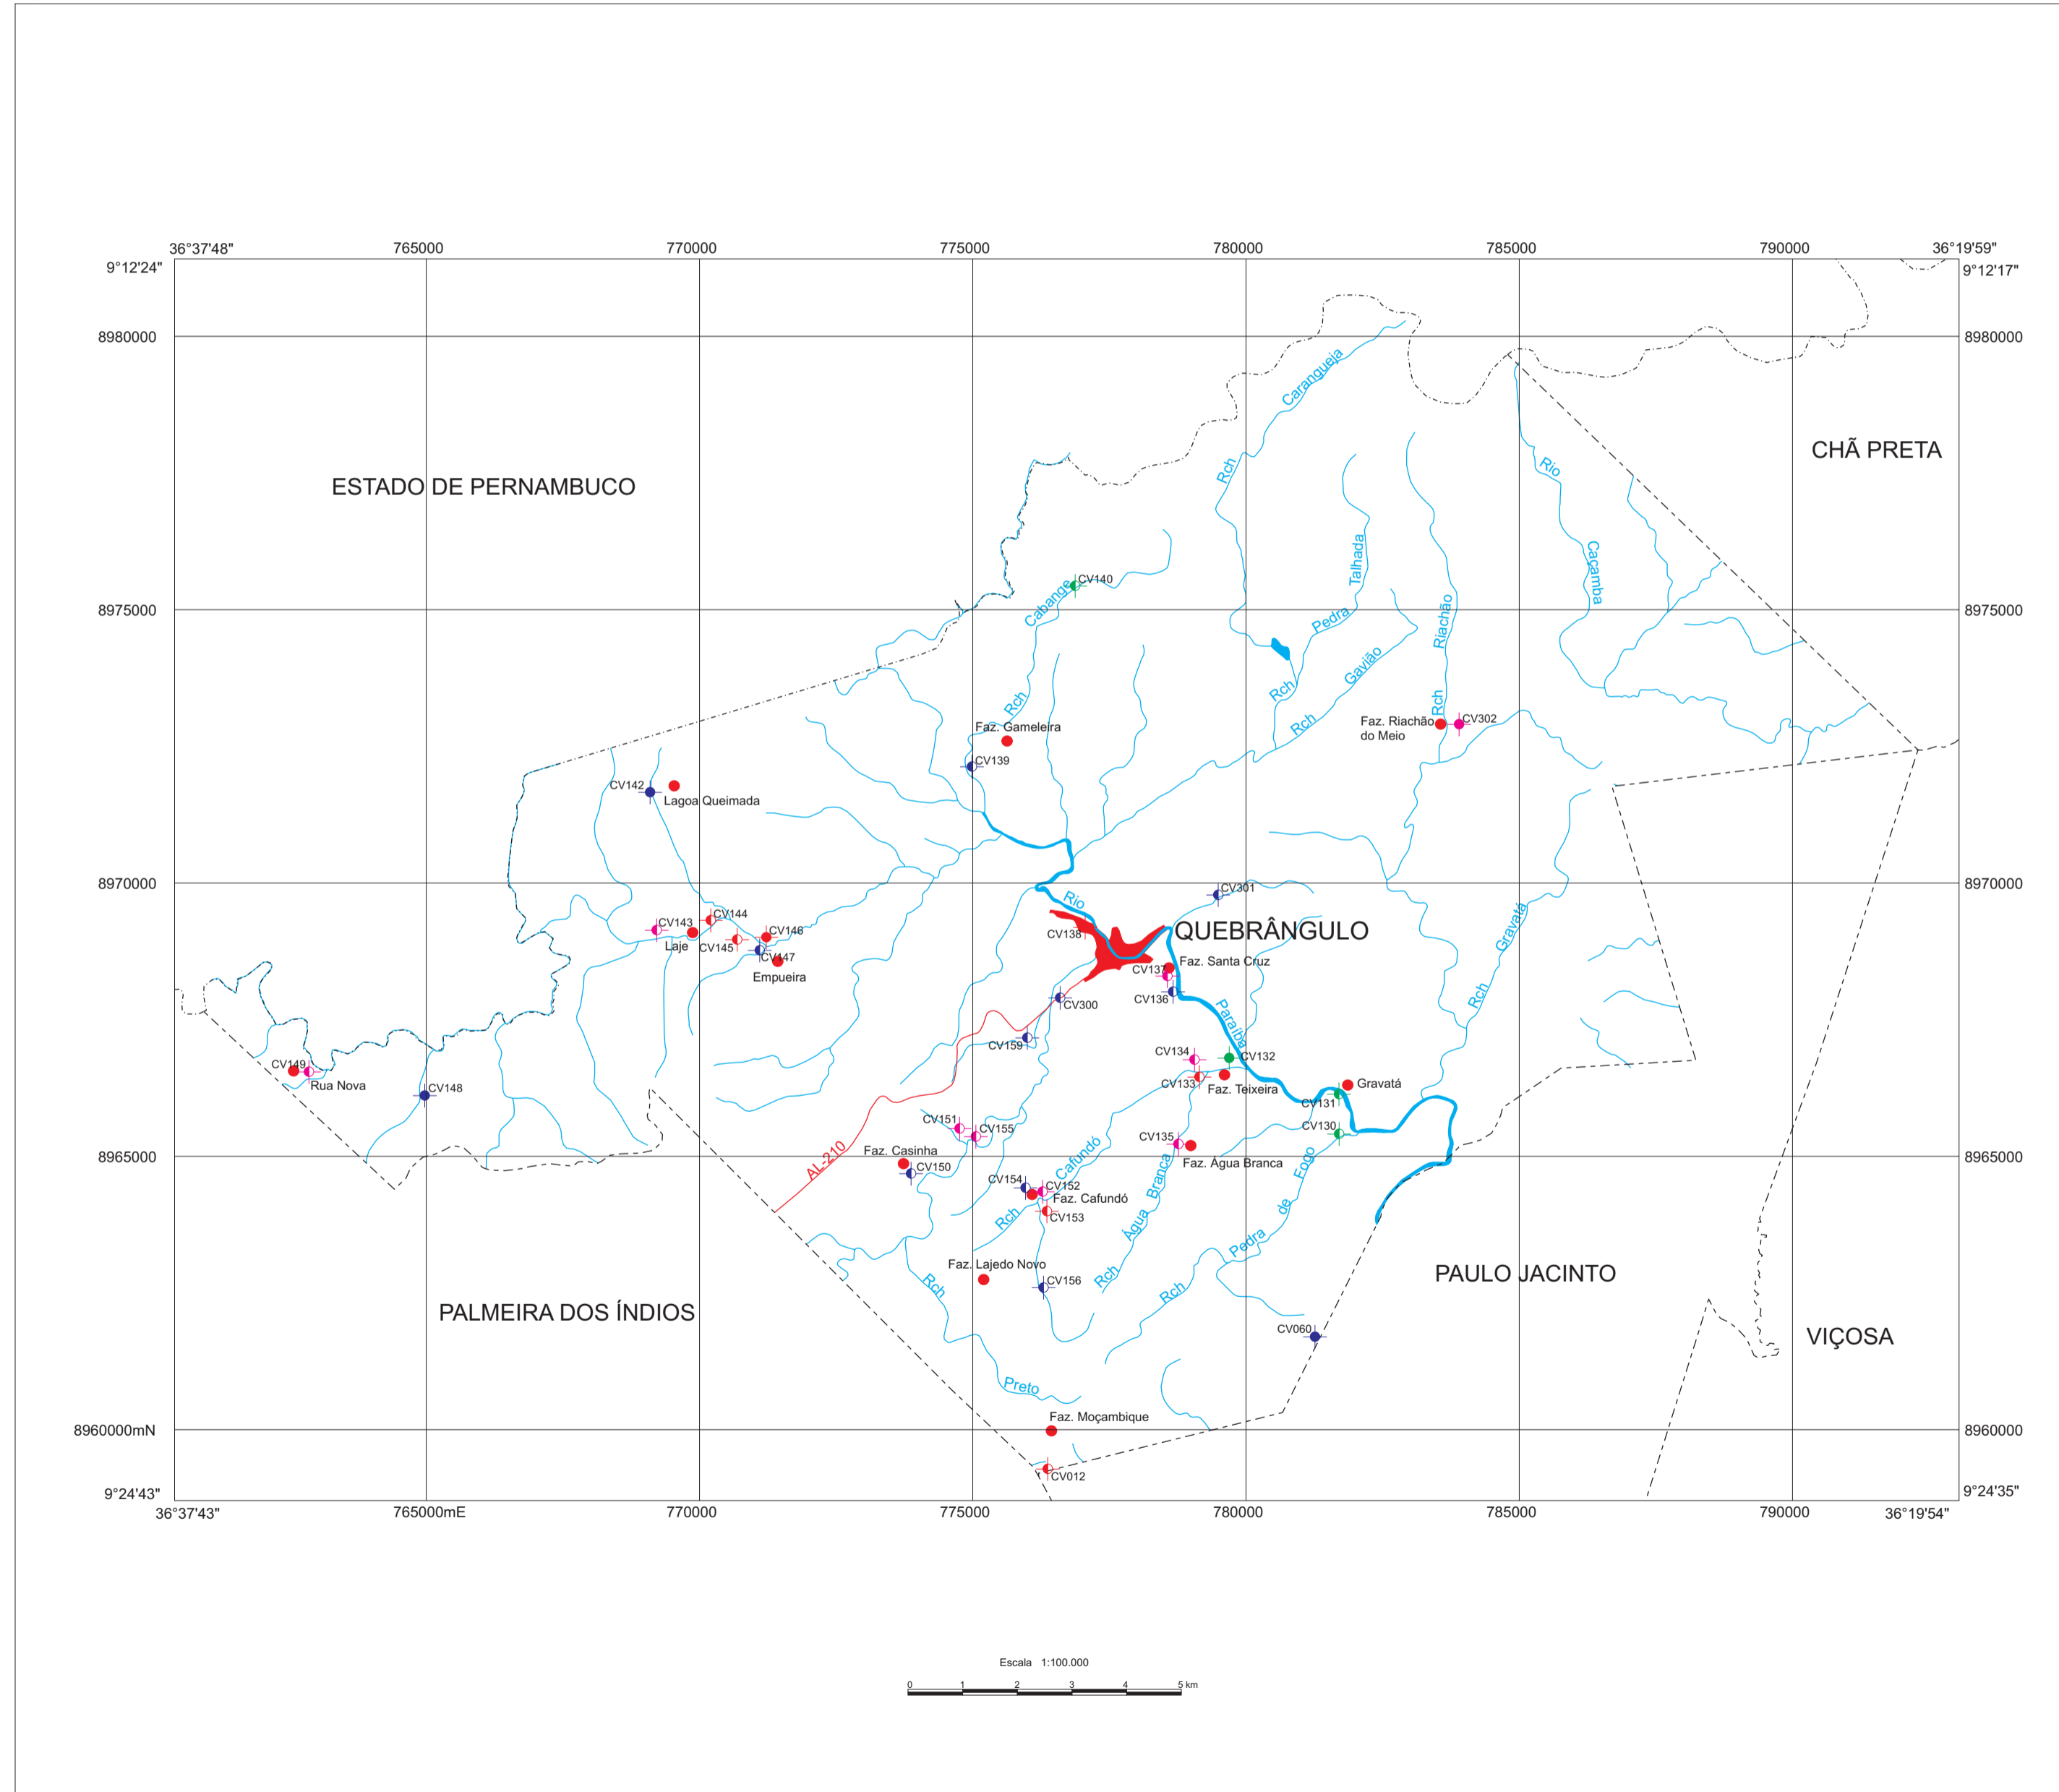 36°37'48"
765000
770000
775000
780000
785000
790000
36°19'59"
9°12'24"
9°12'17"
8980000
8980000
Carangueja
Rch
CHÃ PRETA
Rio
ESTADO DE PERNAMBUCO
Talhada
Caçamba
CV140
Cabange
8975000
8975000
Pedra
Riachão
Gavião
Rch
Rch
Rch
Rch
Faz. Gameleira
Faz. Riachão
do Meio
CV302
CV139
CV142
Lagoa Queimada
8970000
8970000
CV301
Rio
CV143
CV144
CV138
QUEBRÂNGULO
Gravatá
CV146
Laje
CV145
CV147
Empueira
Faz. Santa Cruz
CV137
CV136
Rch
CV300
Paraíba
CV159
CV134
CV132
CV149
Rua Nova
CV133
Faz. Teixeira
Gravatá
CV148
CV131
CV151
CV155
CV130
CV135
Faz. Água Branca
8965000
8965000
AL-210
Faz. Casinha
CV150
Cafundó
Fogo
CV154
CV152
Faz. Cafundó
CV153
Branca
Água
de
Rch
Pedra
Faz. Lajedo Novo
Rch
CV156
Rch
Rch
PAULO JACINTO
PALMEIRA DOS ÍNDIOS
CV060
VIÇOSA
Preto
Faz. Moçambique
8960000mN
8960000
CV012
9°24'43"
9°24'35"
36°37'43"
765000mE
770000
775000
780000
785000
790000
36°19'54"
Escala 1:100.000
0 1 2 3 4 5 km